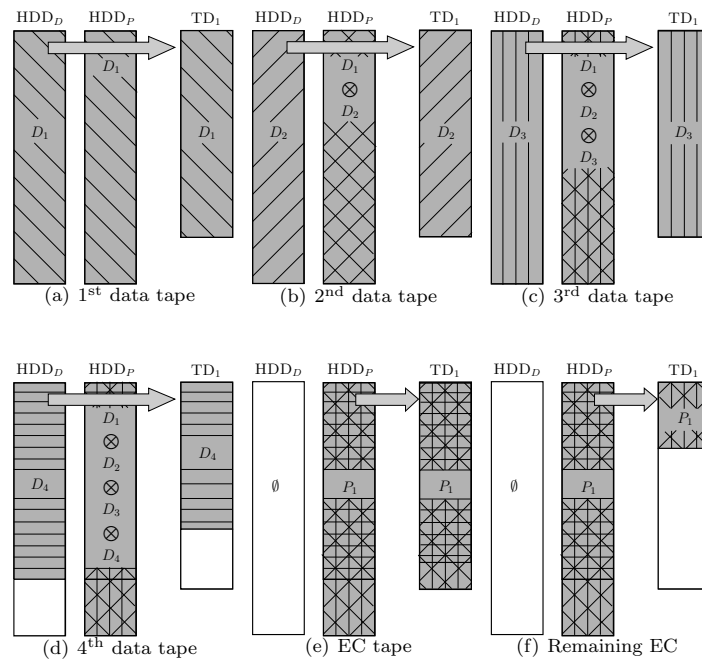 HDD_D HDD_P TD_1 HDD_D HDD_P TD_1 HDD_D HDD_P TD_1
D_1 D_1 D_1
⊗ ⊗
D_1 D_1 D_2 D_2 D_2 D_3 D_2 D_3
⊗
D_3
(a) 1st data tape (b) 2nd data tape (c) 3rd data tape
HDD_D HDD_P TD_1 HDD_D HDD_P TD_1 HDD_D HDD_P TD_1
D_1 P_1
⊗
D_4 D_2 D_4 ∅ P_1 P_1 ∅ P_1
⊗
D_3
⊗
D_4
(d) 4th data tape (e) EC tape (f) Remaining EC